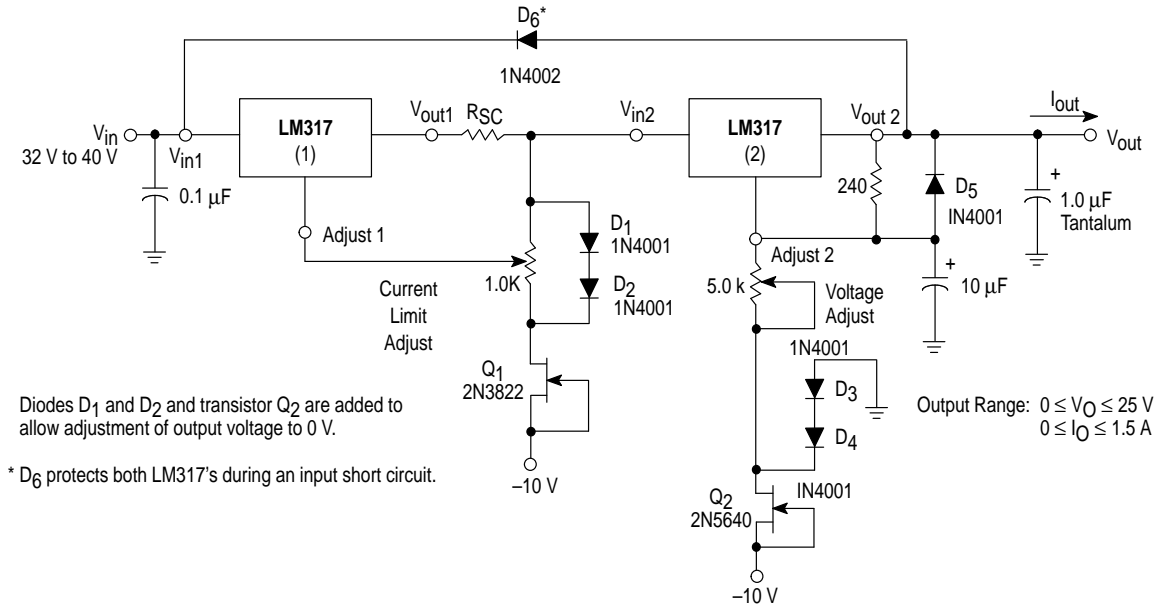 D6*
1N4002
Vin
32 V to 40 V
Vin1
0.1 µF
LM317
(1)
Adjust 1
Vout1
RSC
Vin2
LM317
(2)
Vout 2
Iout
Vout
240
D5
IN4001
+
1.0 µF
Tantalum
D1
1N4001
D2
1N4001
1.0K
Current
Limit
Adjust
Adjust 2
5.0 k
Voltage
Adjust
+
10 µF
Q1
2N3822
–10 V
1N4001
D3
D4
IN4001
Q2
2N5640
–10 V
Diodes D1 and D2 and transistor Q2 are added to
allow adjustment of output voltage to 0 V.
* D6 protects both LM317's during an input short circuit.
Output Range: 0 ≤ VO ≤ 25 V
0 ≤ IO ≤ 1.5 A